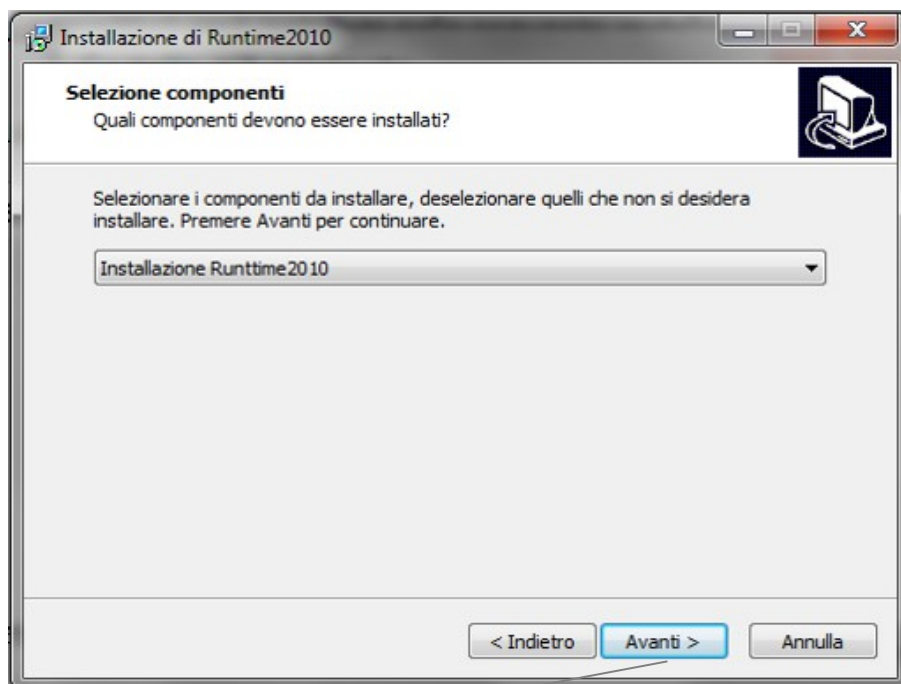 Installazione di Runtime2010
Selezione componenti
Quali componenti devono essere installati?
Selezionare i componenti da installare, deselezionare quelli che non si desidera
installare. Premere Avanti per continuare.
Installazione Runttime2010
< Indietro Avanti > Annulla